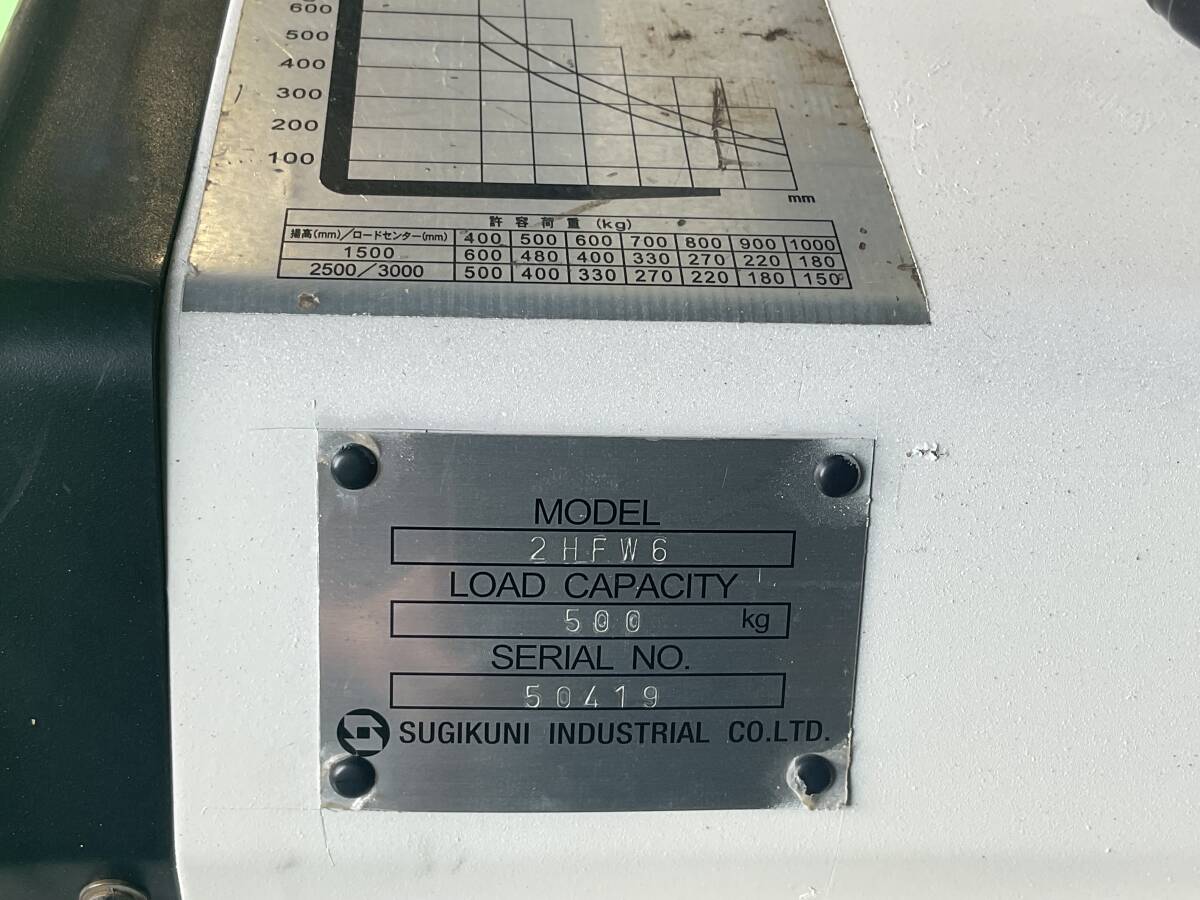 600
500
400
300
200
100
mm
許容荷重(kg)
揚高(mm)/ロードセンター(mm) 400 500 600 700 800 900 1000
1500 600 480 400 330 270 220 180
2500/3000 500 400 330 270 220 180 150
MODEL
2HFW6
LOAD CAPACITY
500 kg
SERIAL NO.
50419
SUGIKUNI INDUSTRIAL CO.LTD.